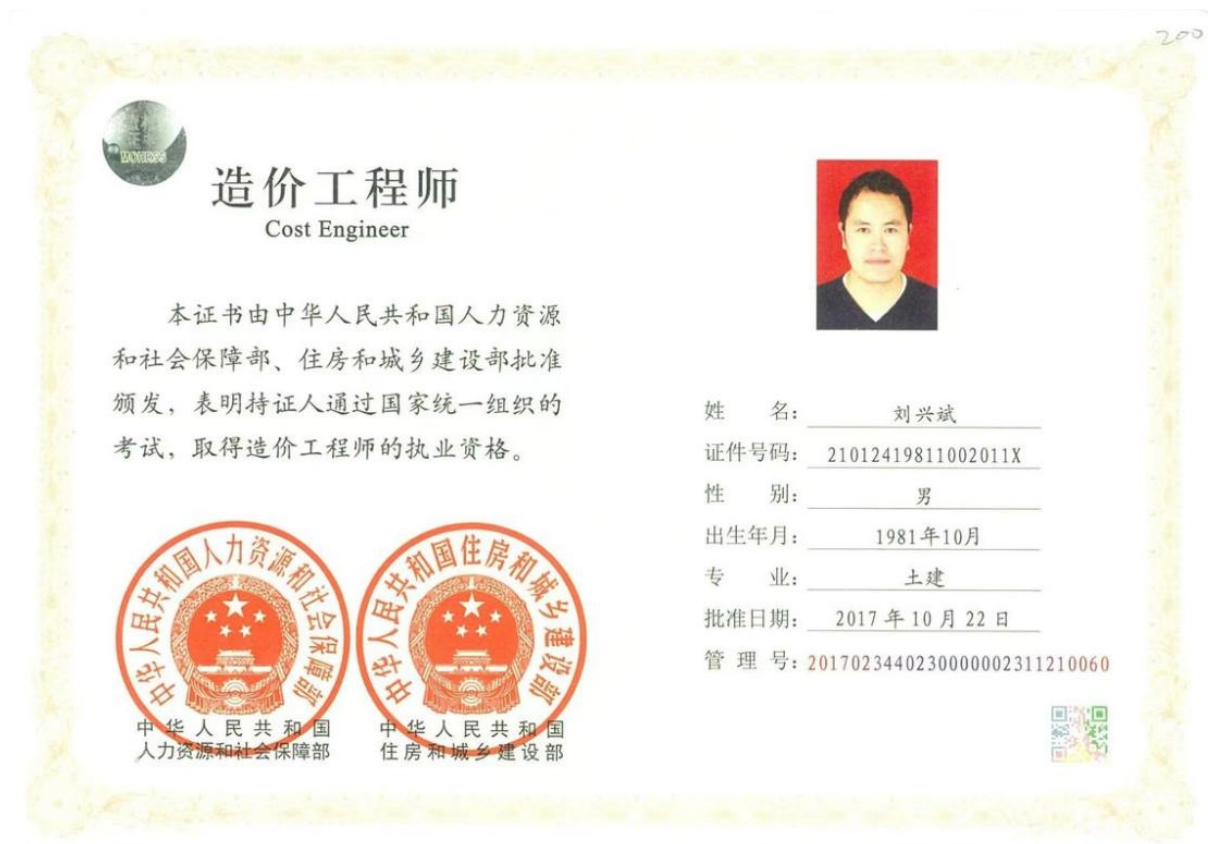 200
MOHRSS
造价工程师
Cost Engineer
本证书由中华人民共和国人力资源
和社会保障部、住房和城乡建设部批准
颁发，表明持证人通过国家统一组织的
考试，取得造价工程师的执业资格。
中华人民共和国人力资源和社会保障部
中华人民共和国住房和城乡建设部
中华人民共和国
人力资源和社会保障部
中华人民共和国
住房和城乡建设部
姓 名： 刘兴斌
证件号码： 21012419811002011X
性 别： 男
出生年月： 1981年10月
专 业： 土建
批准日期： 2017 年 10 月 22 日
管 理 号： 2017023440230000002311210060